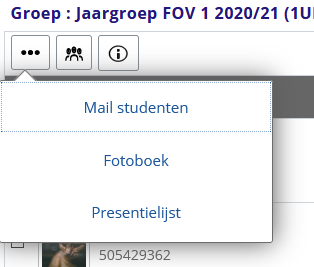 Groep : Jaargroep FOV 1 2020/21 (1U
Mail studenten
Fotoboek
Presentielijst
505429362